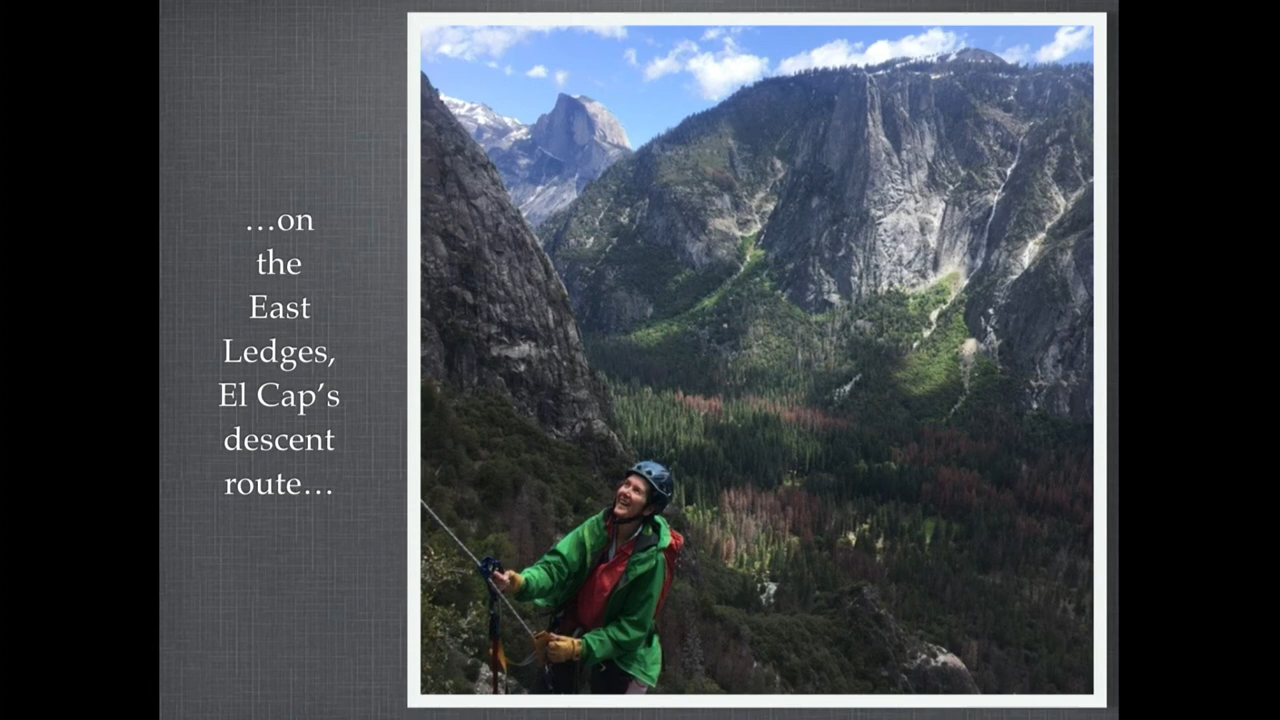 …on
the
East
Ledges,
El Cap’s
descent
route…